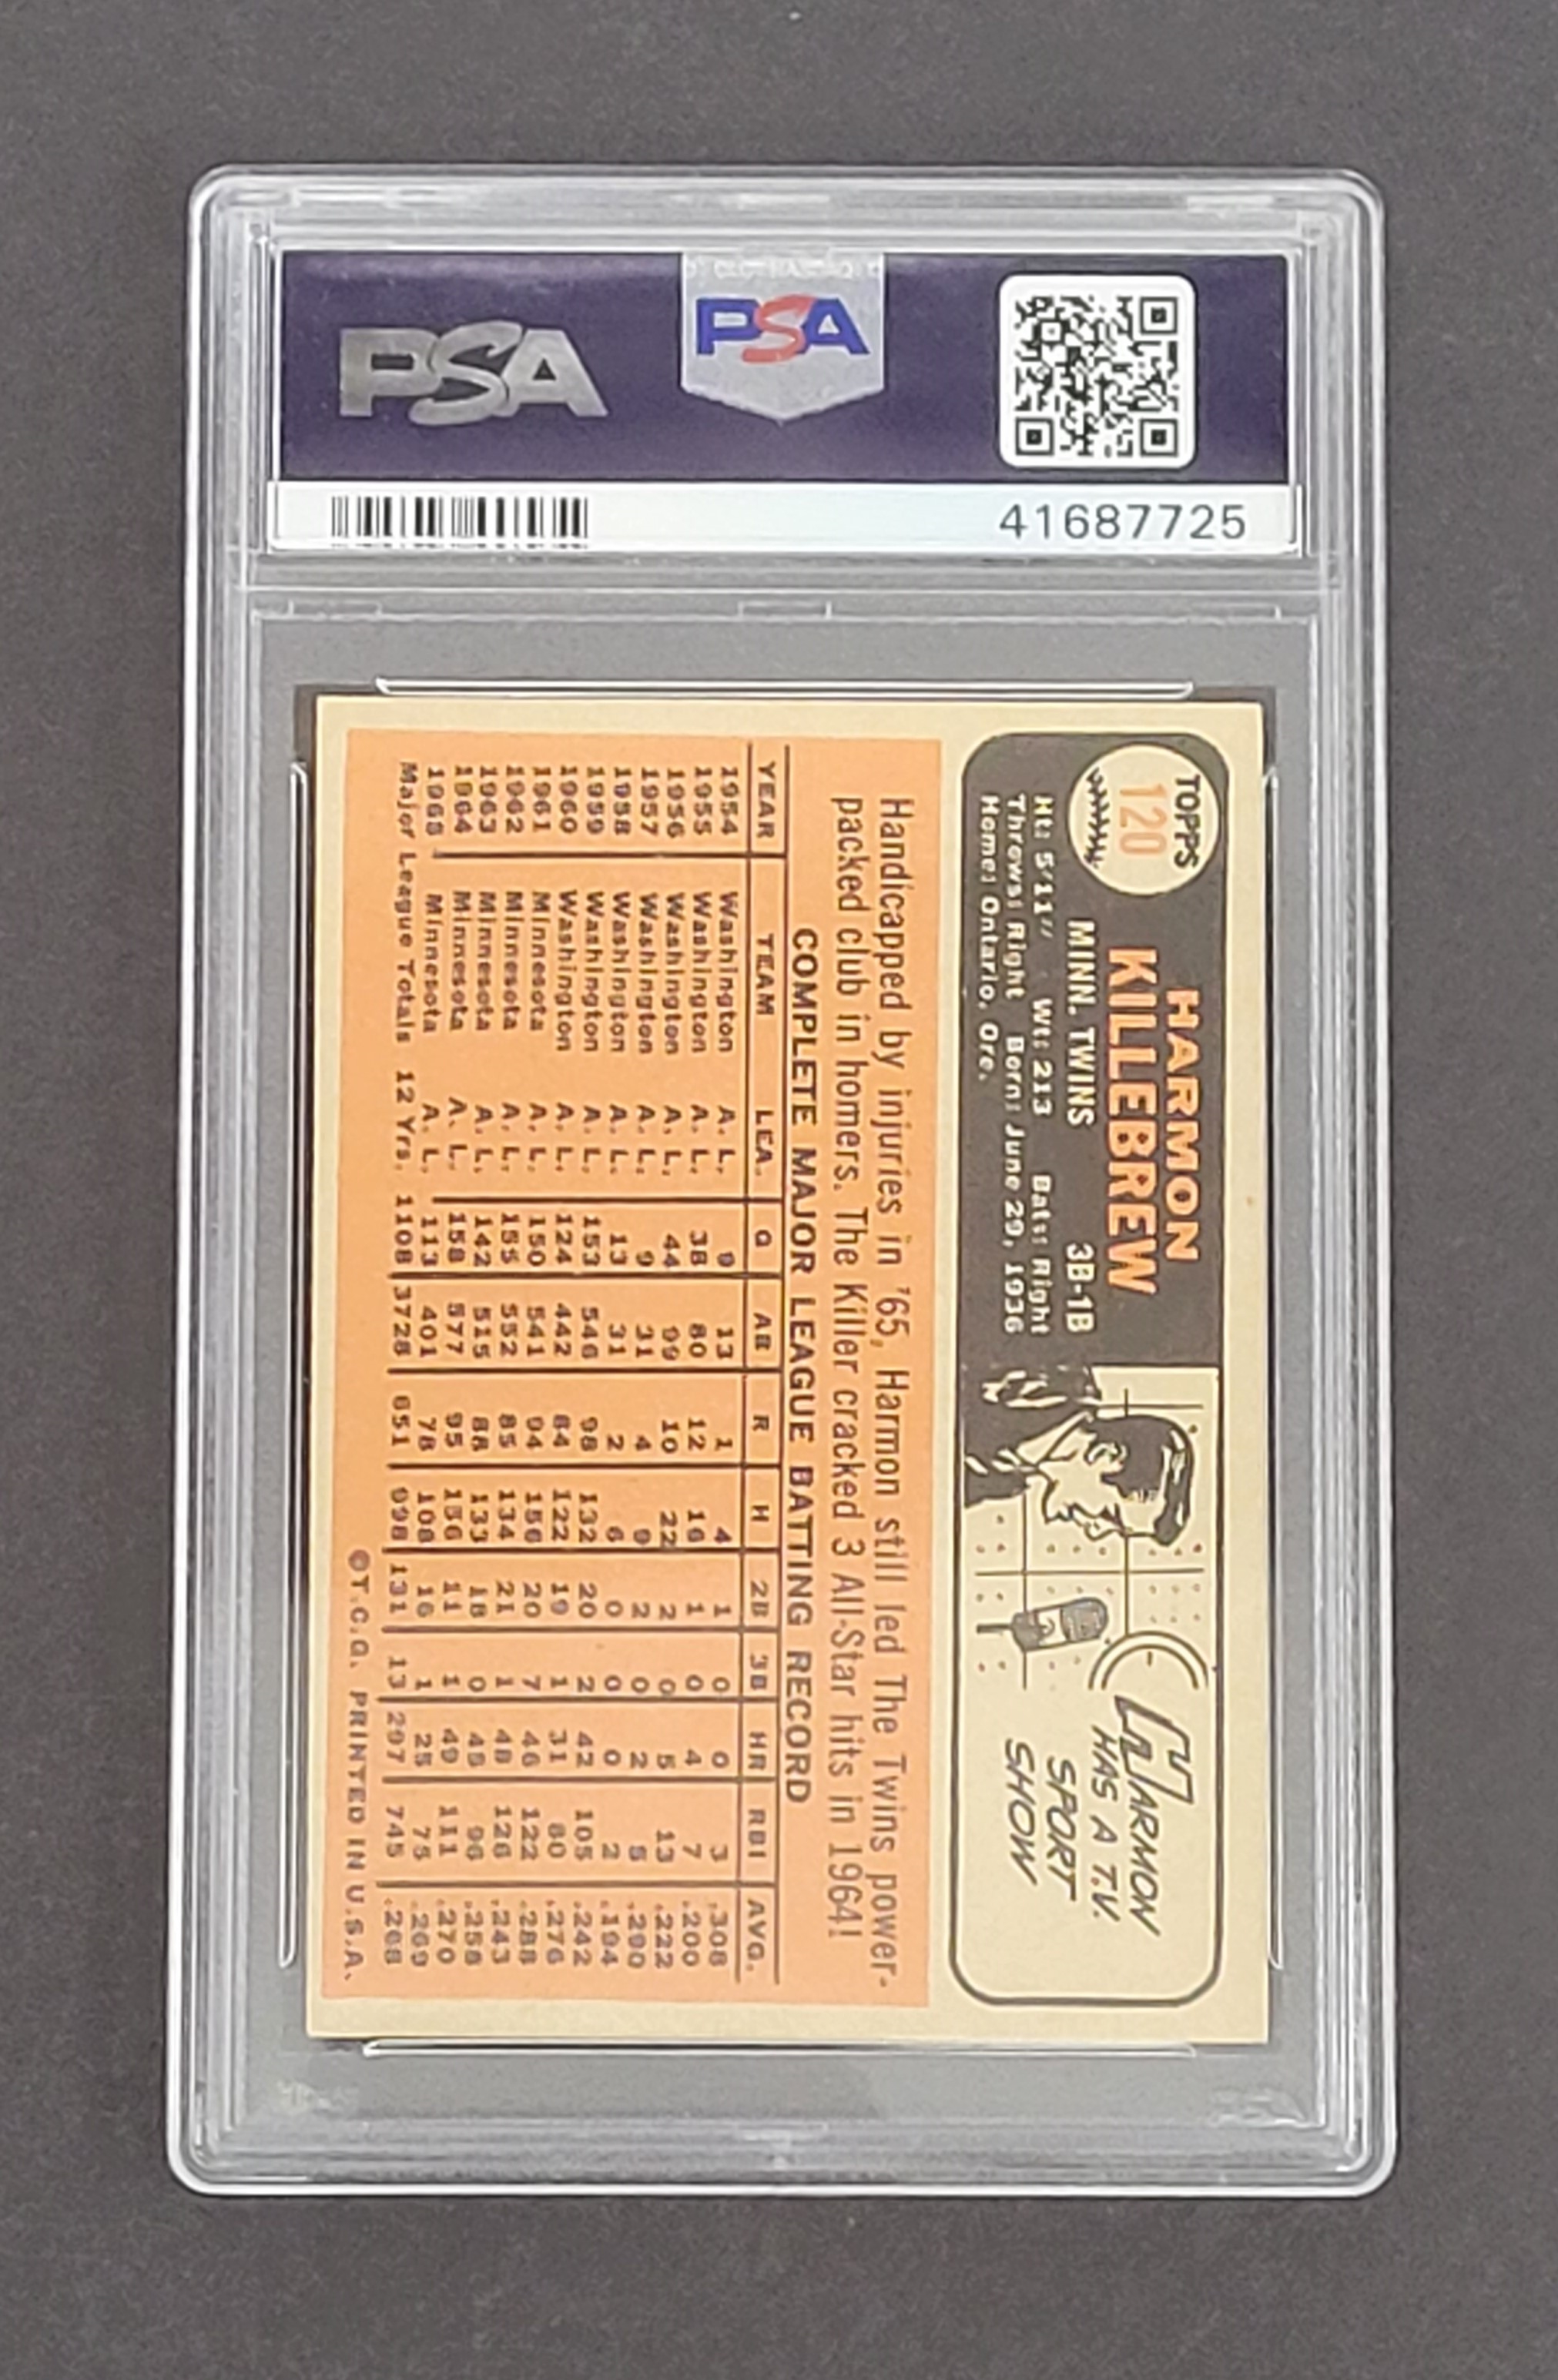 PSA
PSA
41687725
TOPPS
120
HARMON
KILLEBREW
MINN. TWINS 3B-1B
Ht: 5'11" Wt: 213 Bats: Right
Throws: Right Born: June 29, 1936
Home: Ontario, Ore.
HARMON
HAS A T.V.
SPORT
SHOW
Handicapped by injuries in '65, Harmon still led The Twins power-
packed club in homers. The Killer cracked 3 All-Star hits in 1964!
COMPLETE MAJOR LEAGUE BATTING RECORD
YEAR TEAM LEA. G AB R H 2B 3B HR RBI AVG.
1954 Washington A. L. 9 13 1 4 1 0 0 3 .308
1955 Washington A. L. 38 80 12 16 1 0 4 7 .200
1956 Washington A. L. 44 99 10 22 2 0 5 13 .222
1957 Washington A. L. 9 31 4 9 2 0 2 5 .290
1958 Washington A. L. 13 31 2 6 0 0 0 2 .194
1959 Washington A. L. 153 546 98 132 20 2 42 105 .242
1960 Washington A. L. 124 442 84 122 19 1 31 80 .276
1961 Minnesota A. L. 150 541 94 156 20 7 46 122 .288
1962 Minnesota A. L. 155 552 85 134 21 1 48 126 .243
1963 Minnesota A. L. 142 515 88 133 18 0 45 96 .258
1964 Minnesota A. L. 158 577 95 156 11 1 49 111 .270
1965 Minnesota A. L. 113 401 78 108 16 1 25 75 .269
Major League Totals 12 Yrs. 1108 3728 651 998 131 13 297 745 .268
©T.C.G. PRINTED IN U.S.A.